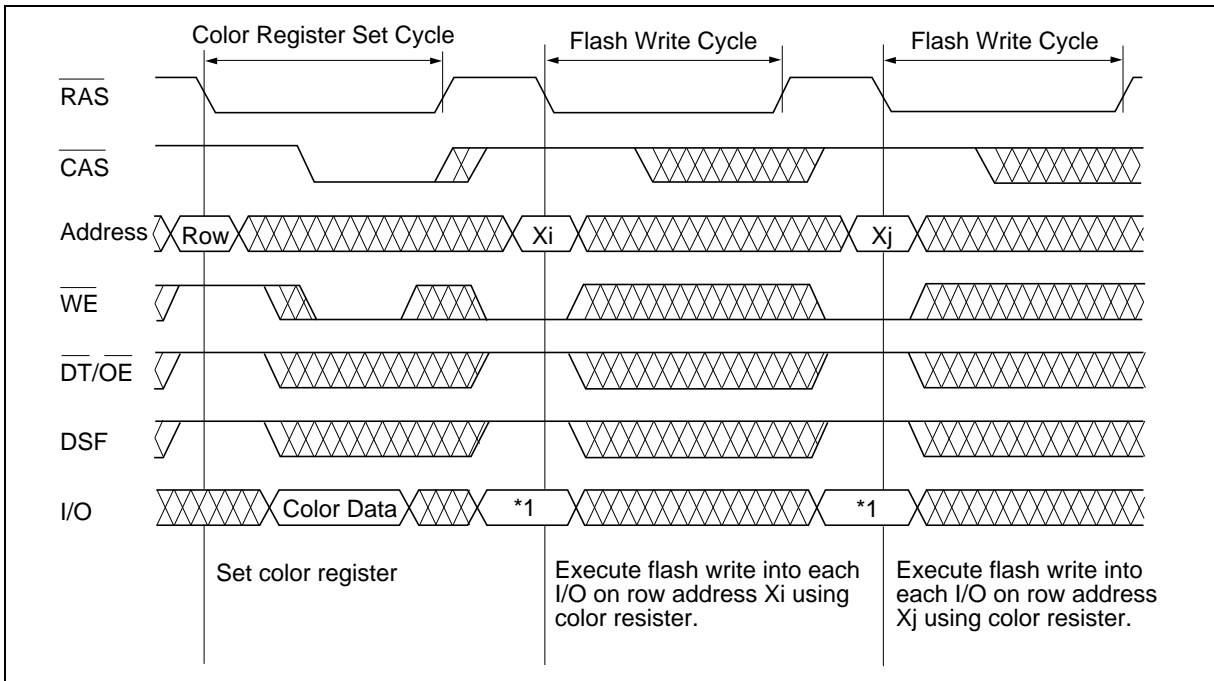 Color Register Set Cycle
Flash Write Cycle
Flash Write Cycle
RAS
CAS
Address
Row
Xi
Xj
WE
DT/OE
DSF
I/O
Color Data
*1
*1
Set color register
Execute flash write into each
I/O on row address Xi using
color resister.
Execute flash write into
each I/O on row address
Xj using color resister.